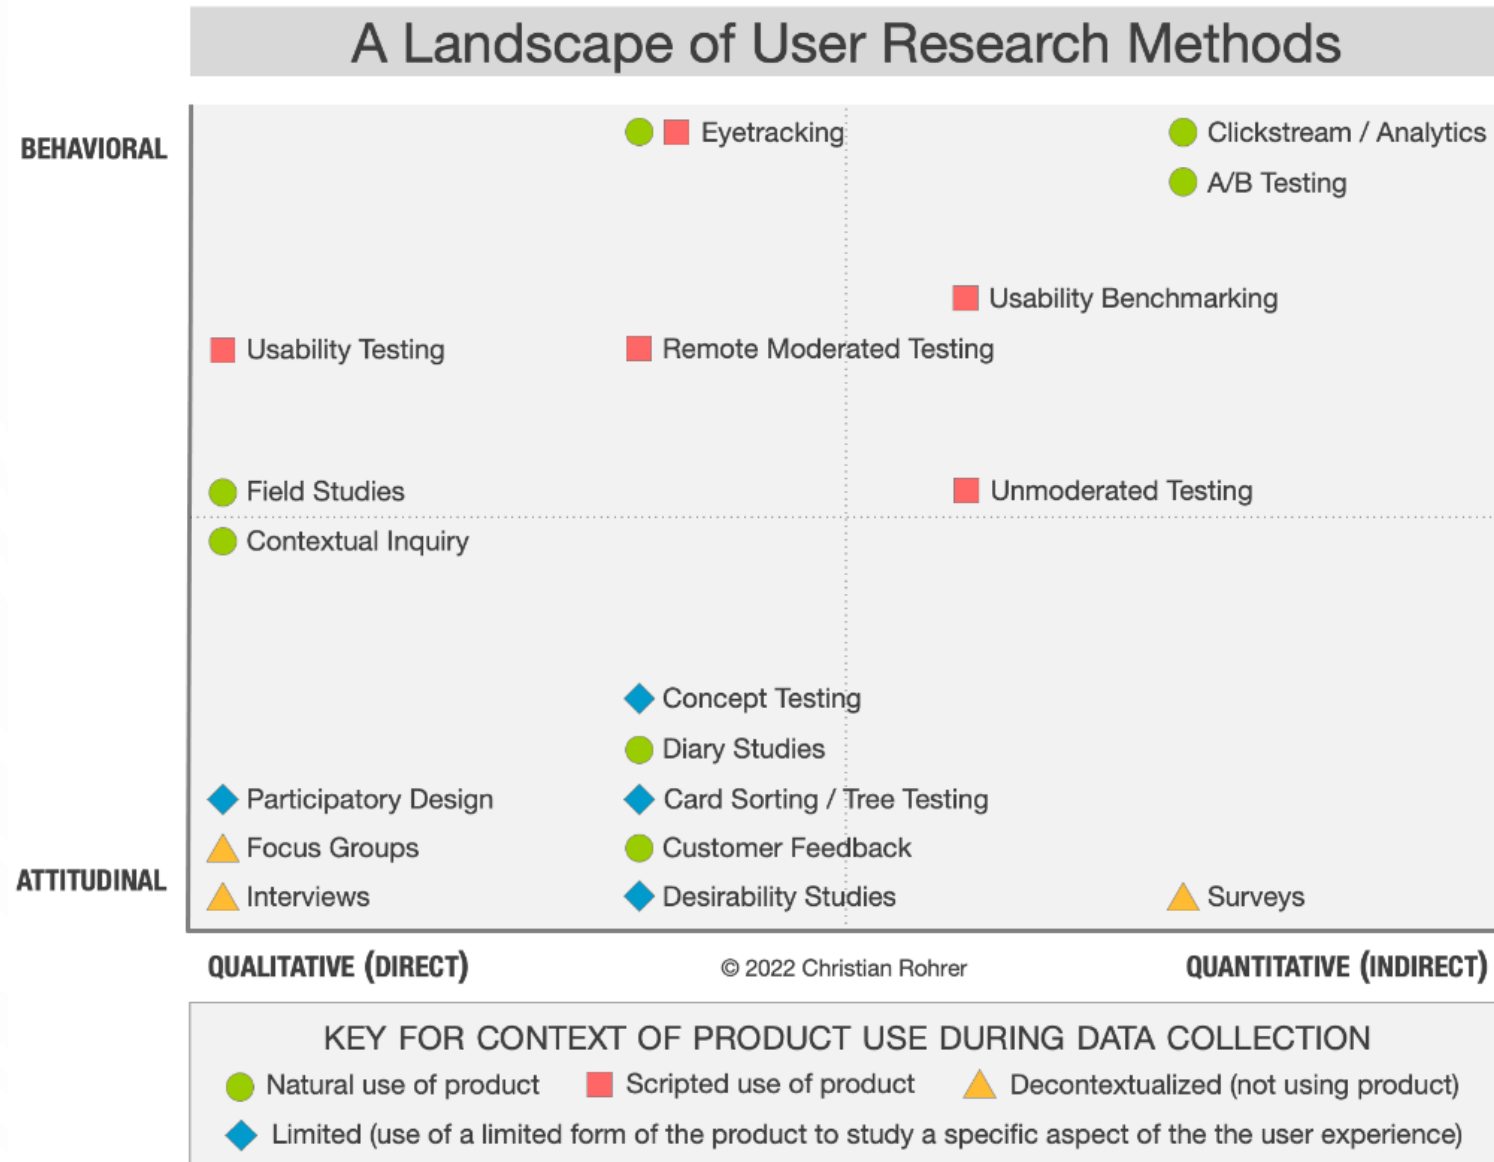 A Landscape of User Research Methods
BEHAVIORAL
Eyetracking
Clickstream / Analytics
A/B Testing
Usability Benchmarking
Usability Testing
Remote Moderated Testing
Field Studies
Unmoderated Testing
Contextual Inquiry
Concept Testing
Diary Studies
Participatory Design
Card Sorting / Tree Testing
Focus Groups
Customer Feedback
ATTITUDINAL
Interviews
Desirability Studies
Surveys
QUALITATIVE (DIRECT)
© 2022 Christian Rohrer
QUANTITATIVE (INDIRECT)
KEY FOR CONTEXT OF PRODUCT USE DURING DATA COLLECTION
Natural use of product
Scripted use of product
Decontextualized (not using product)
Limited (use of a limited form of the product to study a specific aspect of the the user experience)